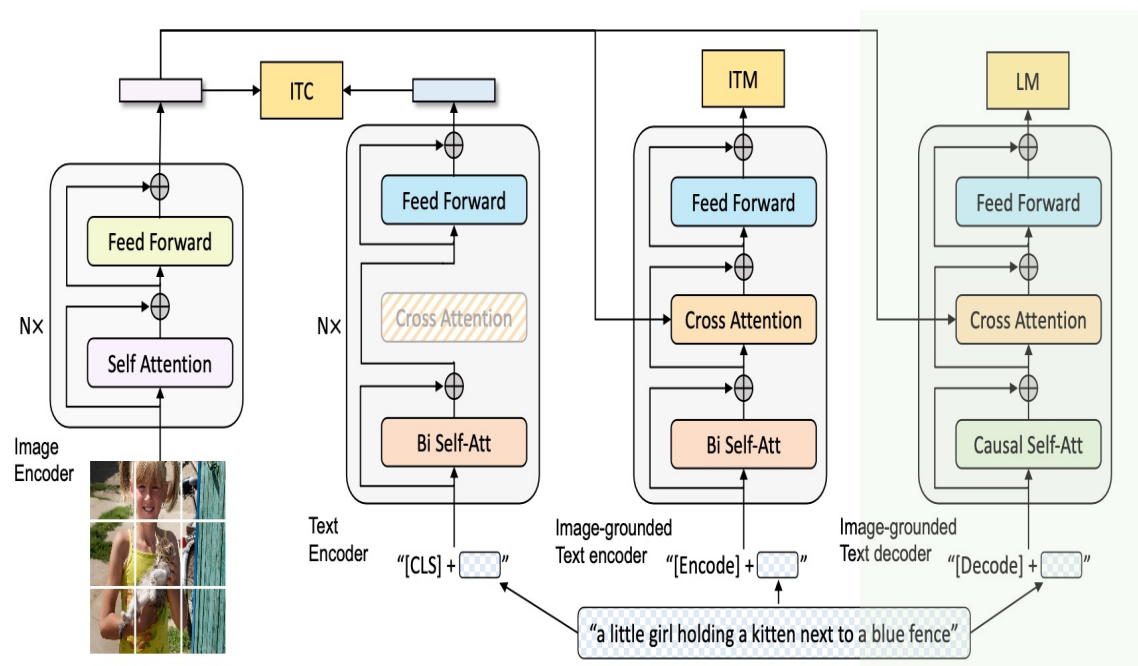 ITC
ITM
LM
Feed Forward
Self Attention
N×
Image
Encoder
Feed Forward
Cross Attention
N×
Bi Self-Att
Text
Encoder
“[CLS] + ”
Feed Forward
Cross Attention
Bi Self-Att
Image-grounded
Text encoder
“[Encode] + ”
Feed Forward
Cross Attention
Causal Self-Att
Image-grounded
Text decoder
“[Decode] + ”
“a little girl holding a kitten next to a blue fence”